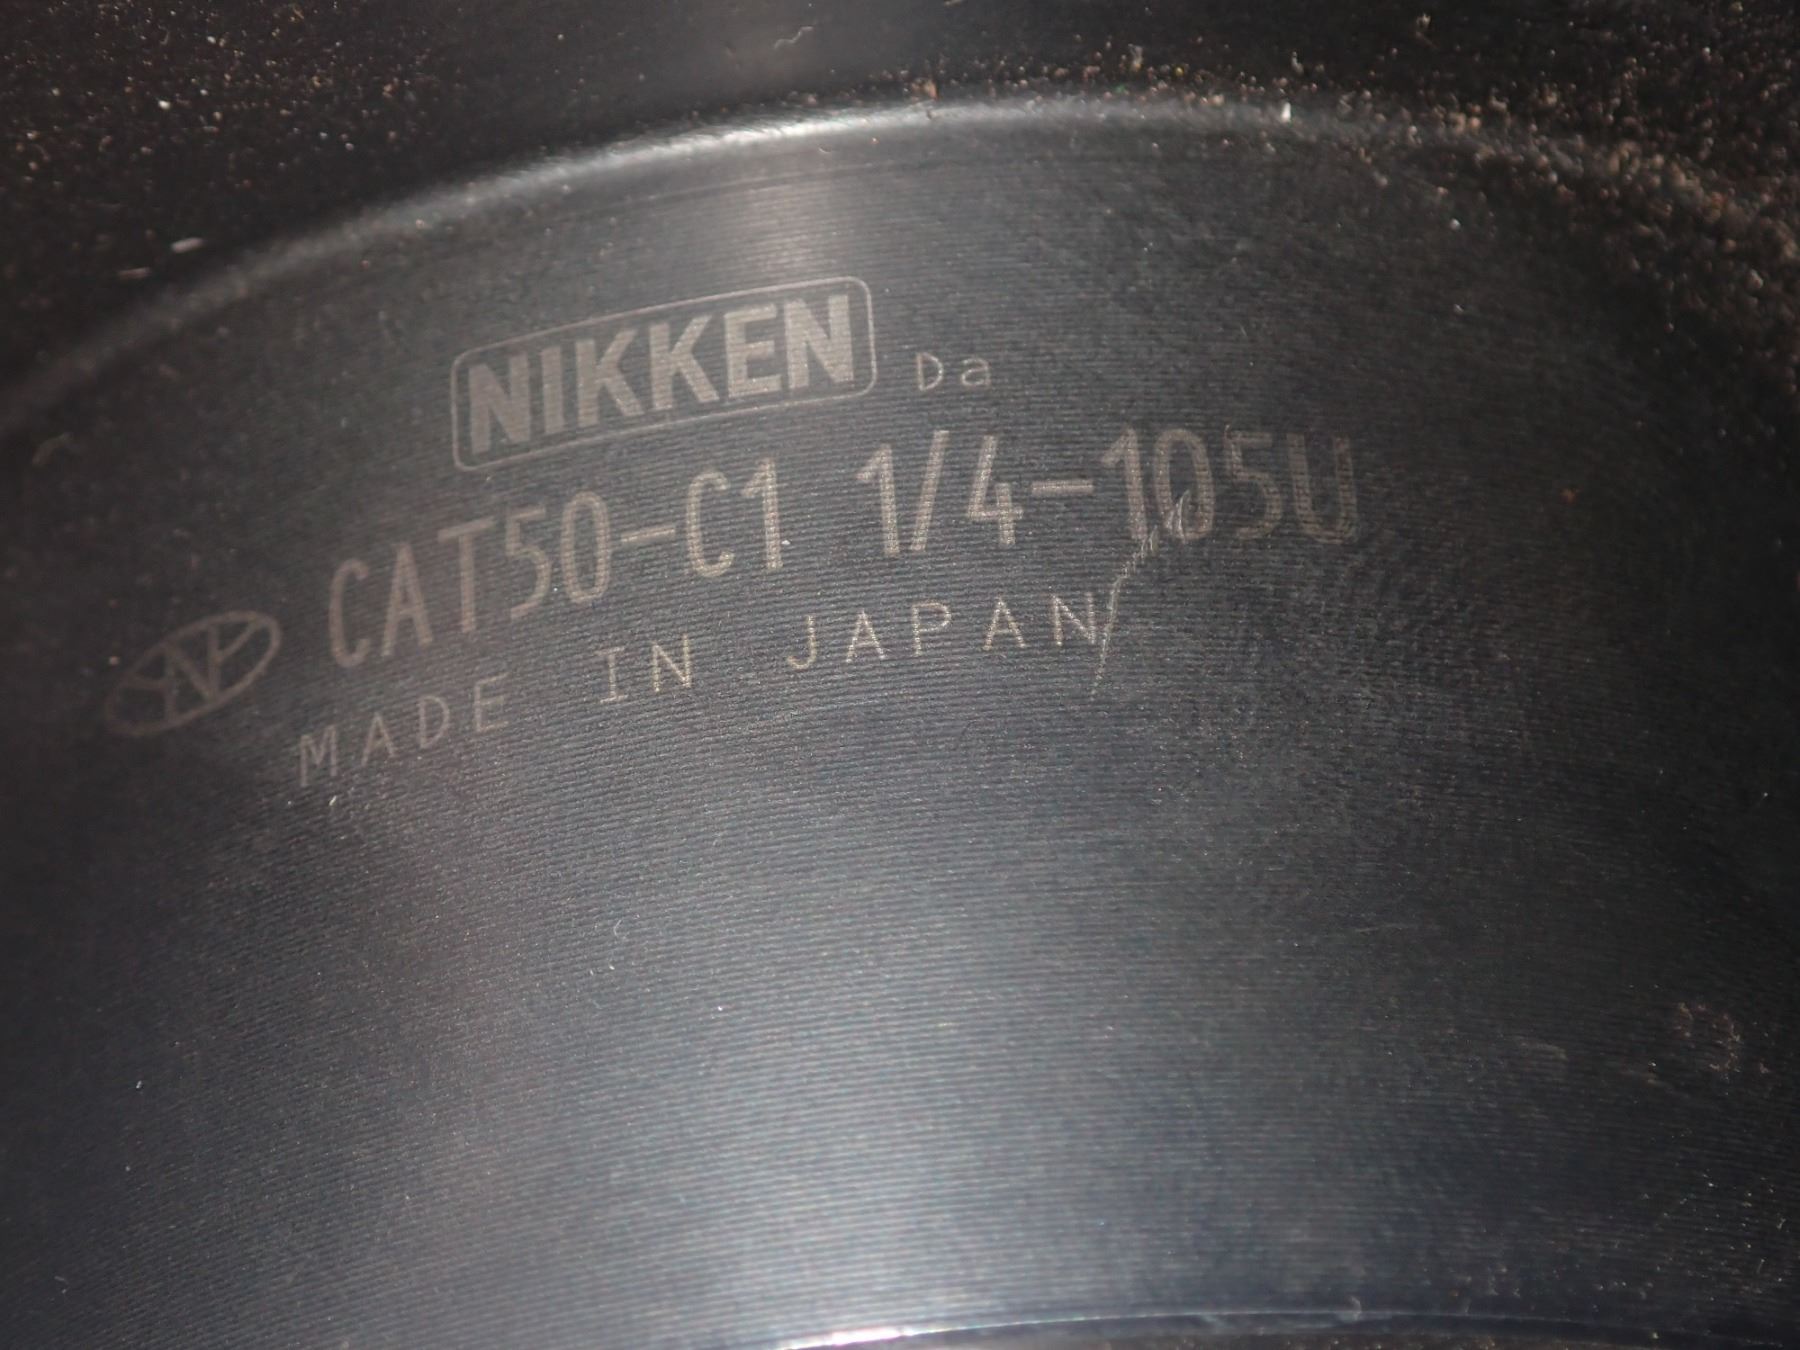 NIKKEN Da
CAT50-C1 1/4-105U
MADE IN JAPAN